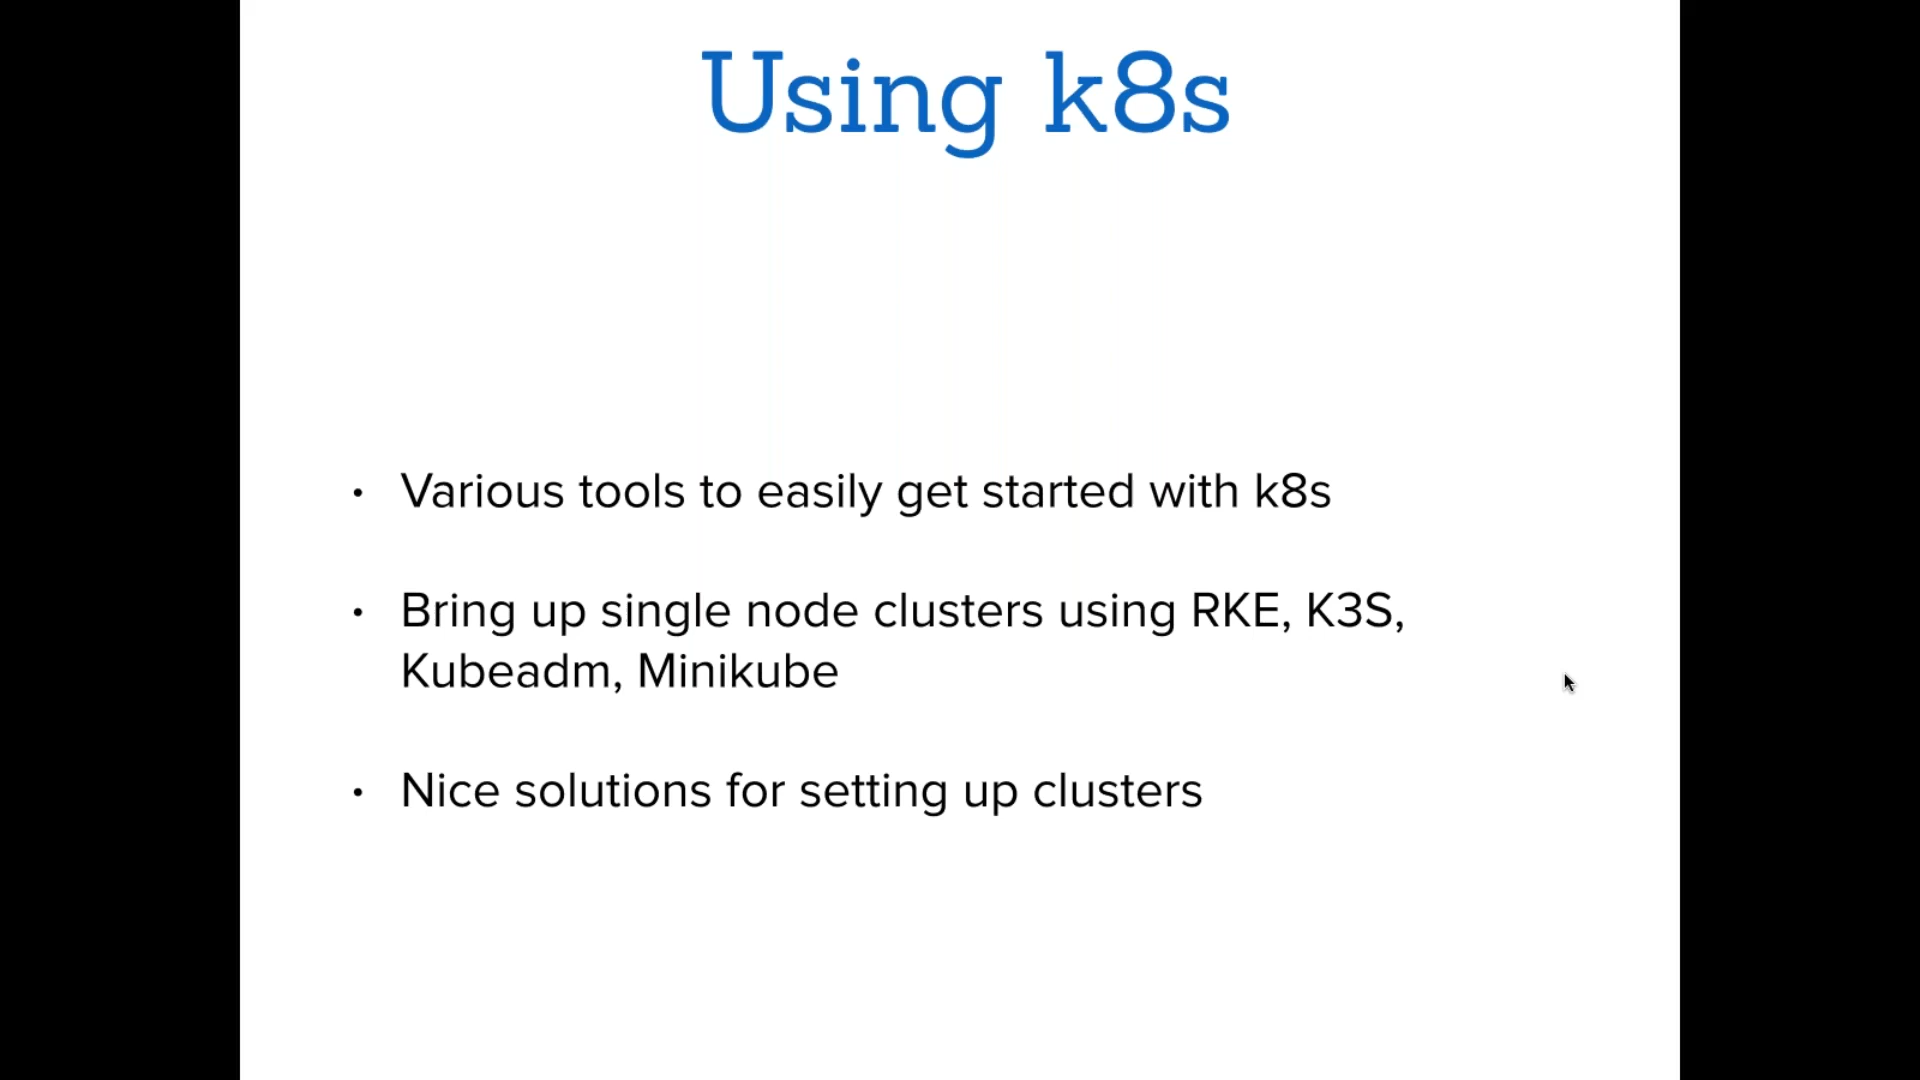 Using k8s
• Various tools to easily get started with k8s
• Bring up single node clusters using RKE, K3S,
Kubeadm, Minikube
• Nice solutions for setting up clusters